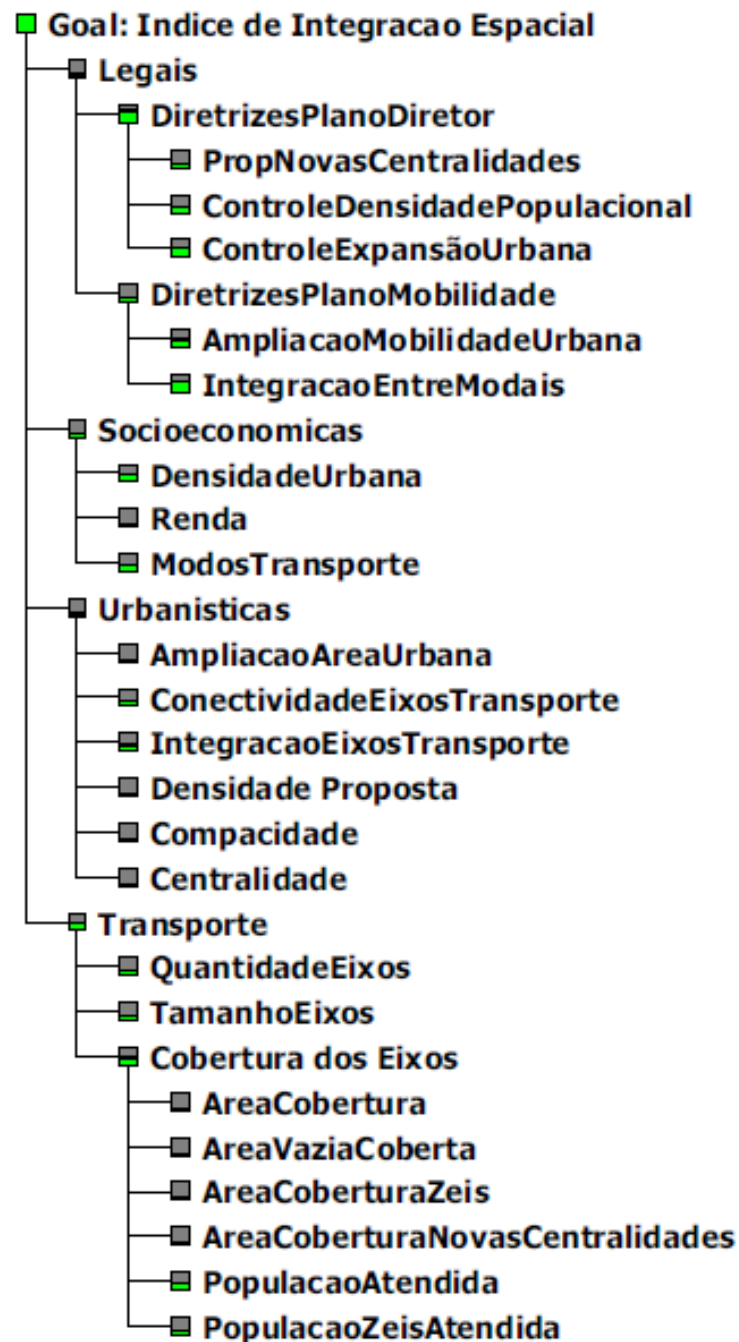 Goal: Indice de Integracao Espacial
Legais
DiretrizesPlanoDiretor
PropNovasCentralidades
ControleDensidadePopulacional
ControleExpansãoUrbana
DiretrizesPlanoMobilidade
AmpliacaoMobilidadeUrbana
IntegracaoEntreModais
Socioeconomicas
DensidadeUrbana
Renda
ModosTransporte
Urbanisticas
AmpliacaoAreaUrbana
ConectividadeEixosTransporte
IntegracaoEixosTransporte
Densidade Proposta
Compacidade
Centralidade
Transporte
QuantidadeEixos
TamanhoEixos
Cobertura dos Eixos
AreaCobertura
AreaVaziaCoberta
AreaCoberturaZeis
AreaCoberturaNovasCentralidades
PopulacaoAtendida
PopulacaoZeisAtendida